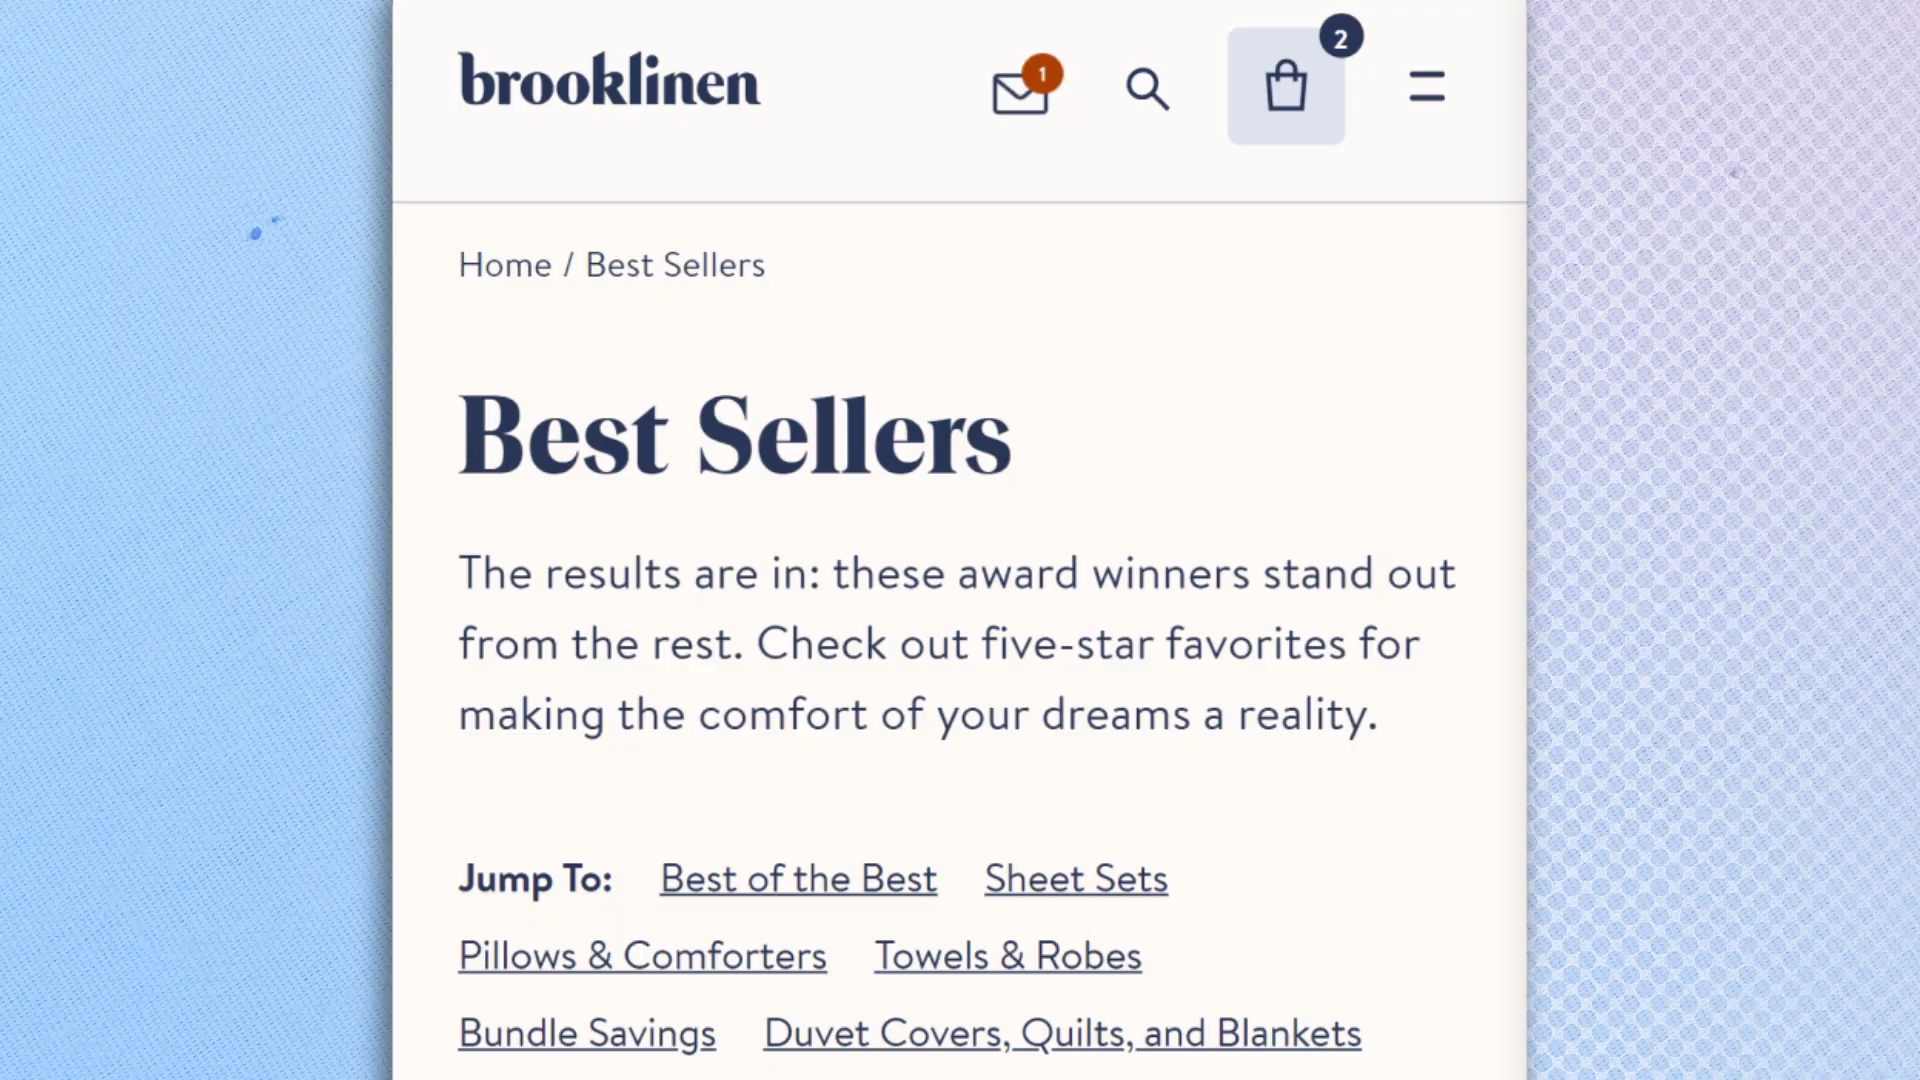 brooklinen
1
2
Home / Best Sellers
Best Sellers
The results are in: these award winners stand out
from the rest. Check out five-star favorites for
making the comfort of your dreams a reality.
Jump To: Best of the Best Sheet Sets
Pillows & Comforters Towels & Robes
Bundle Savings Duvet Covers, Quilts, and Blankets